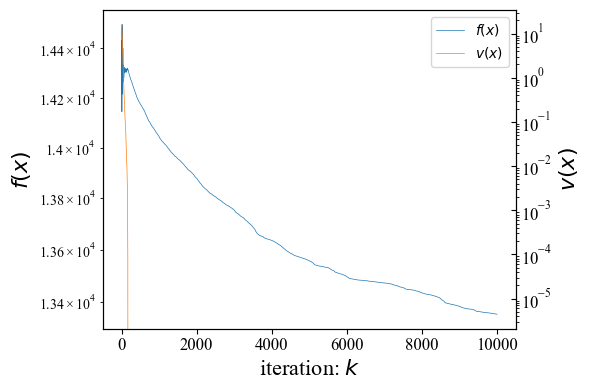 f(x)
v(x)
1.44 × 10⁴
1.42 × 10⁴
1.4 × 10⁴
1.38 × 10⁴
1.36 × 10⁴
1.34 × 10⁴
f(x)
10¹
10⁰
10⁻¹
10⁻²
10⁻³
10⁻⁴
10⁻⁵
v(x)
0 2000 4000 6000 8000 10000
iteration: k